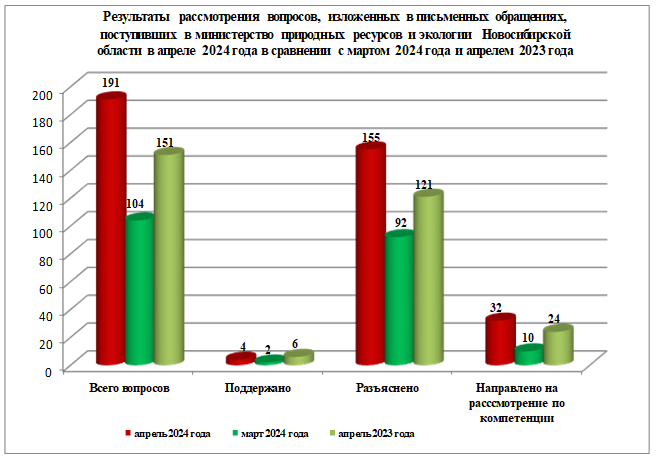 Результаты рассмотрения вопросов, изложенных в письменных обращениях,
поступивших в министерство природных ресурсов и экологии Новосибирской
области в апреле 2024 года в сравнении с мартом 2024 года и апрелем 2023 года
200
180
160
140
120
100
80
60
40
20
0
191
104
151
4
2
6
155
92
121
32
10
24
Всего вопросов
Поддержано
Разъяснено
Направлено на
расссмотрение по
компетенции
апрель 2024 года
март 2024 года
апрель 2023 года